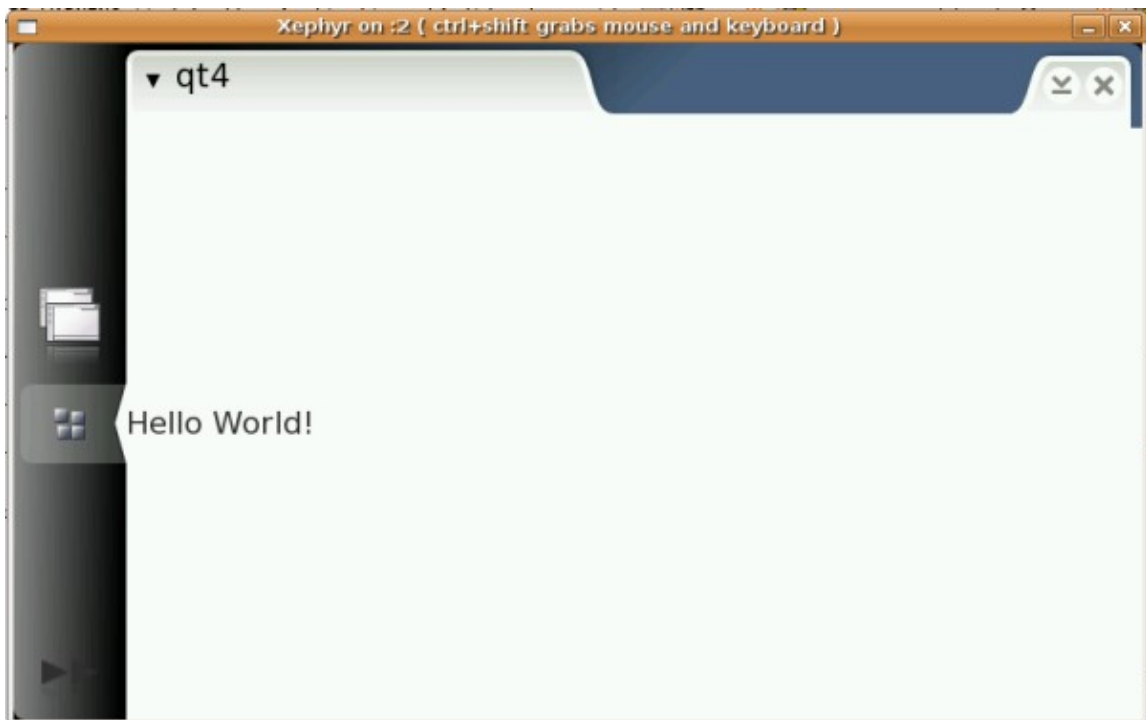 Xephyr on :2 ( ctrl+shift grabs mouse and keyboard )
qt4
Hello World!